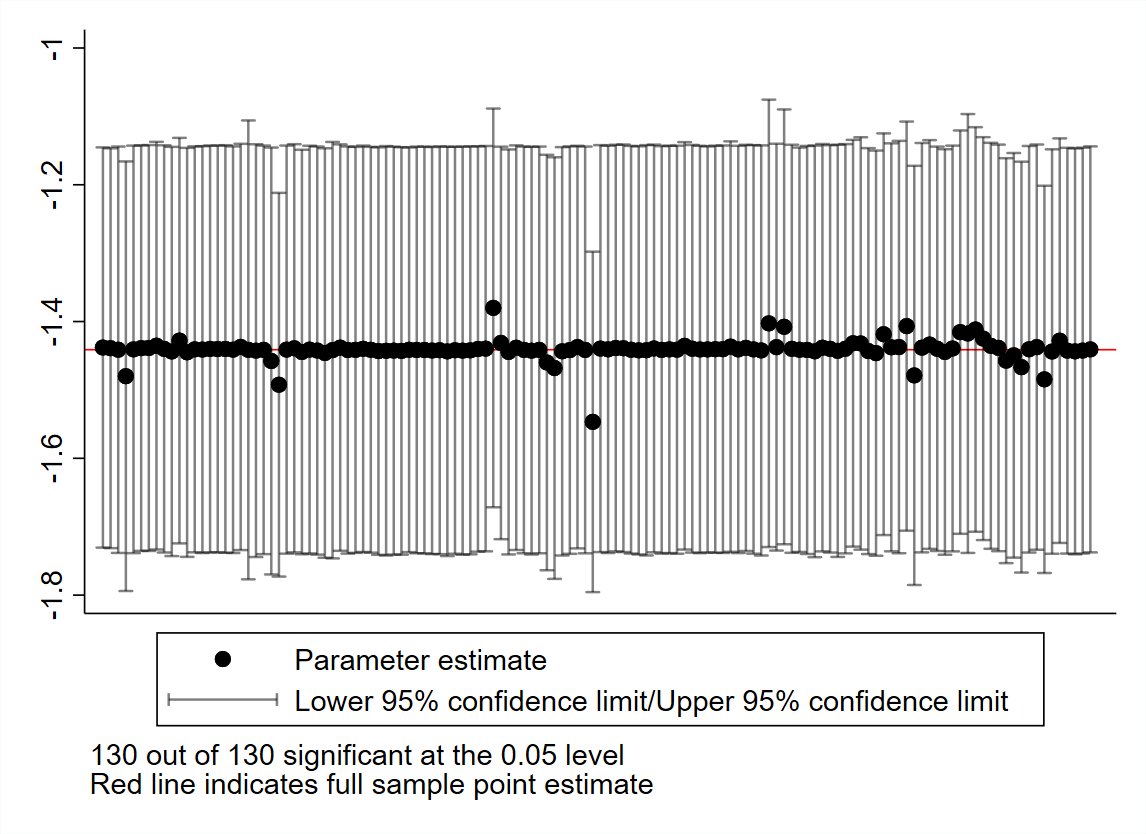 -1
-1.2
-1.4
-1.6
-1.8
Parameter estimate
Lower 95% confidence limit/Upper 95% confidence limit
130 out of 130 significant at the 0.05 level
Red line indicates full sample point estimate